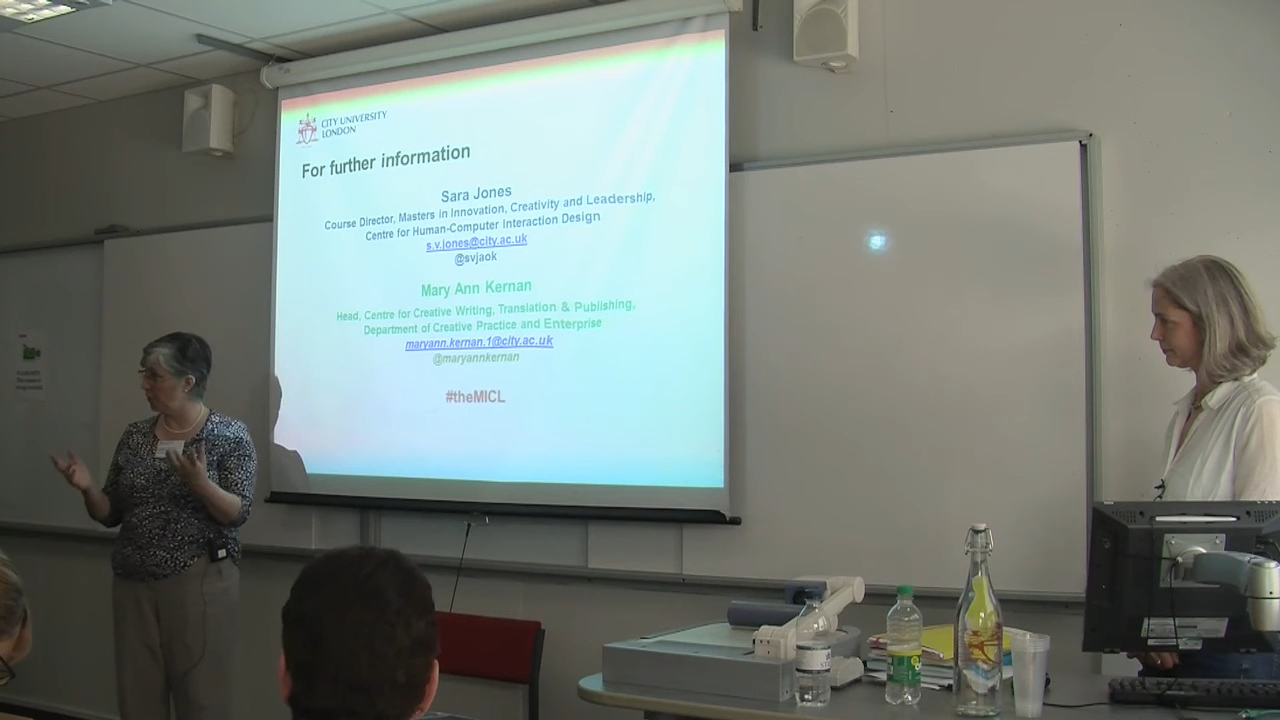 CITY UNIVERSITY
LONDON
For further information
Sara Jones
Course Director, Masters in Innovation, Creativity and Leadership,
Centre for Human-Computer Interaction Design
s.v.jones@city.ac.uk
@svjaok
Mary Ann Kernan
Head, Centre for Creative Writing, Translation & Publishing,
Department of Creative Practice and Enterprise
maryann.kernan.1@city.ac.uk
@maryannkernan
#theMICL